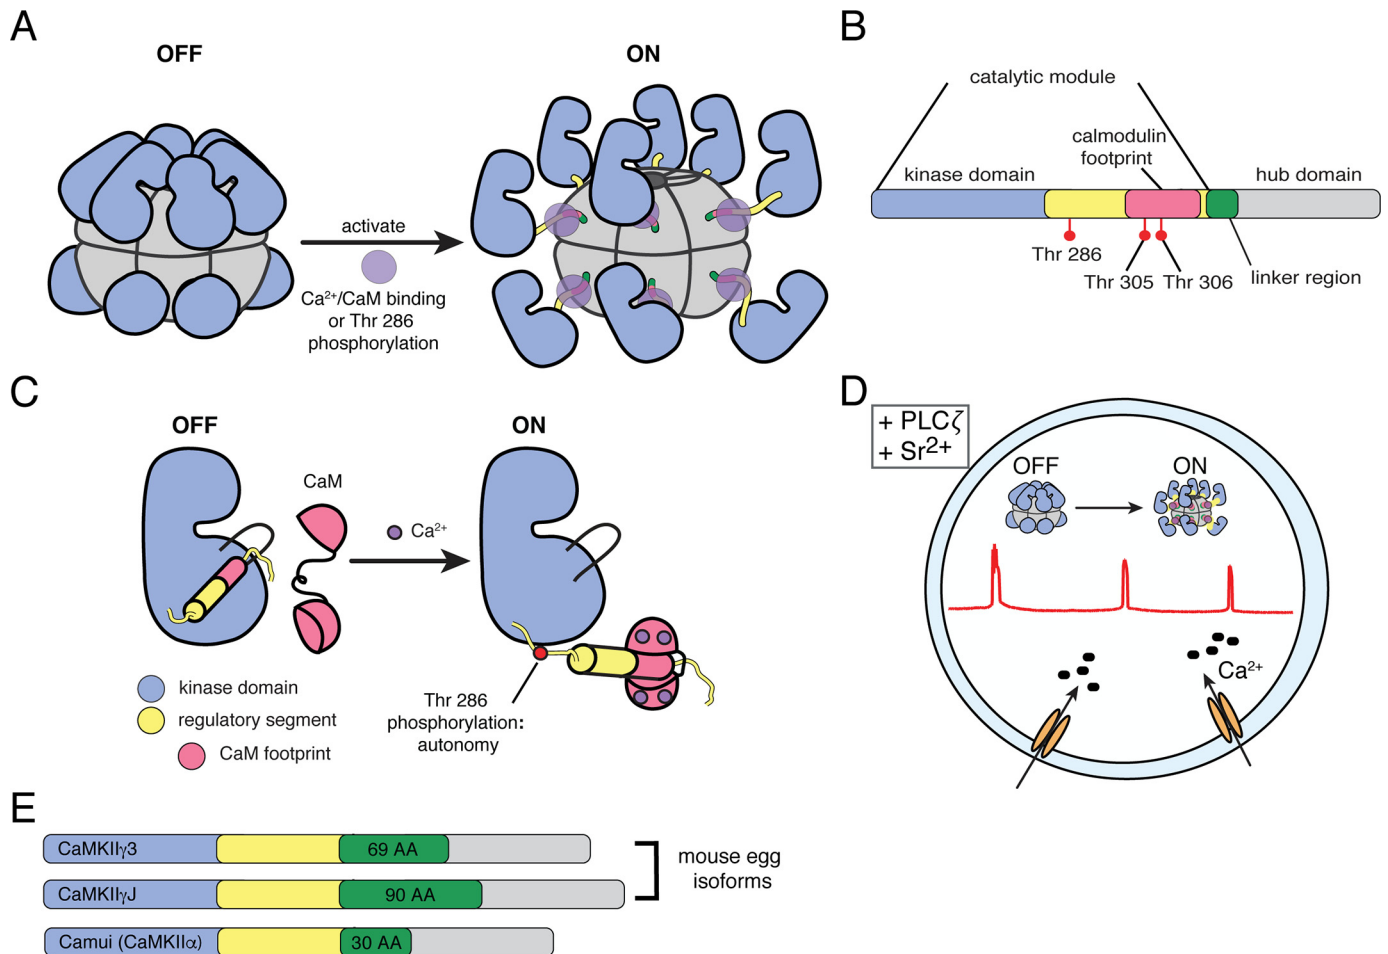 A
OFF
ON
activate
Ca²⁺/CaM binding
or Thr 286
phosphorylation
B
catalytic module
calmodulin
footprint
kinase domain
hub domain
Thr 286
Thr 305
Thr 306
linker region
C
OFF
ON
CaM
Ca²⁺
kinase domain
regulatory segment
CaM footprint
Thr 286
phosphorylation:
autonomy
D
+ PLCζ
+ Sr²⁺
OFF
ON
Ca²⁺
E
CaMKIIγ3
69 AA
CaMKIIγJ
90 AA
Camui (CaMKIIα)
30 AA
mouse egg
isoforms